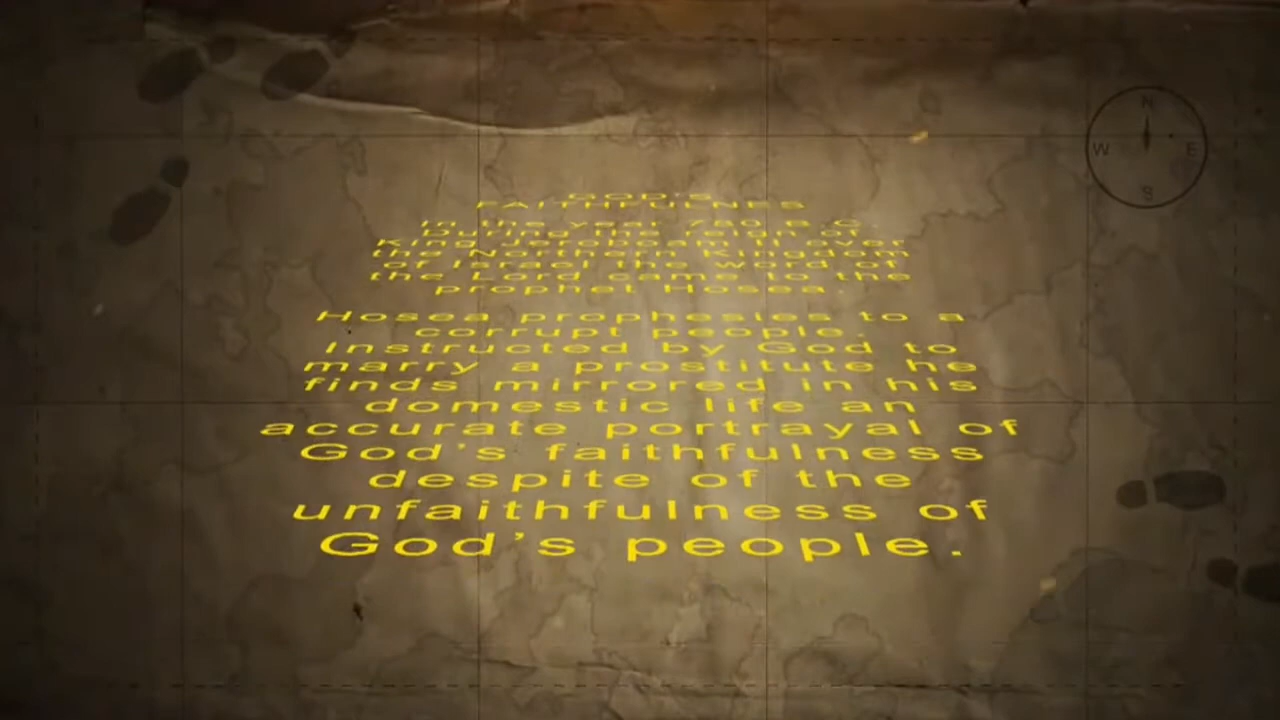 GOD'S
FAITHFULNES
In the year 780 B.C.
During the reign of
King Jeroboam II over
the Northern Kingdom
of Israel the word of
the Lord came to the
prophet Hosea
Hosea prophesies to a
corrupt people.
Instructed by God to
marry a prostitute he
finds mirrored in his
domestic life an
accurate portrayal of
God's faithfulness
despite of the
unfaithfulness of
God's people.
N
W E
S